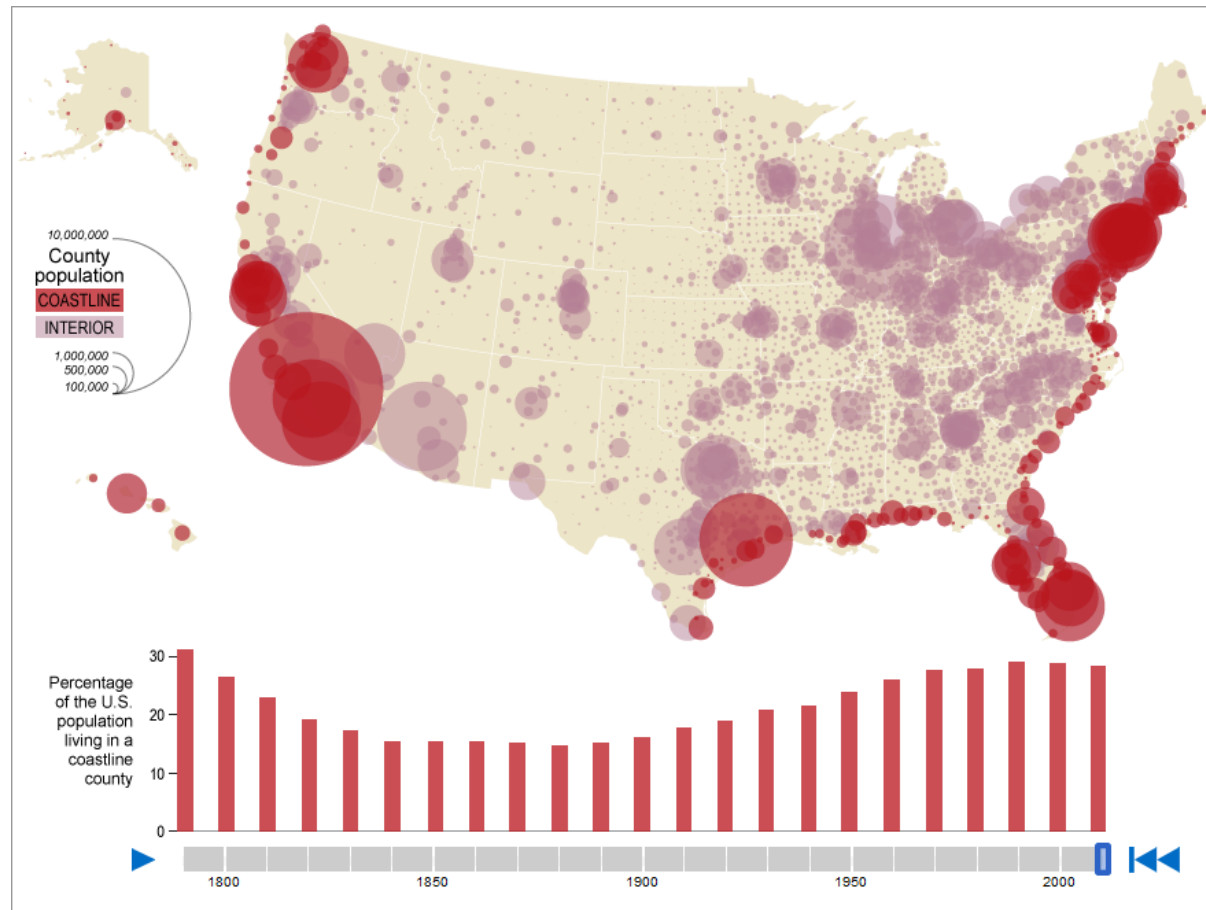 10,000,000
County
population
COASTLINE
INTERIOR
1,000,000
500,000
100,000
Percentage
of the U.S.
population
living in a
coastline
county
30
20
10
0
1800 1850 1900 1950 2000